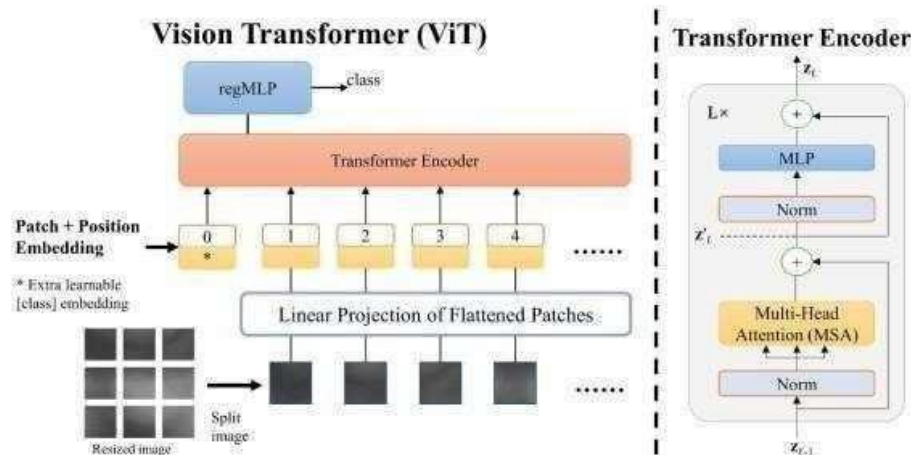 Vision Transformer (ViT)
regMLP
class
Transformer Encoder
Patch + Position
Embedding
0
1
2
3
4
......
*
* Extra learnable
[class] embedding
Linear Projection of Flattened Patches
......
Split
image
Resized image
Transformer Encoder
zℓ
+
L×
MLP
Norm
z'ℓ
+
Multi-Head
Attention (MSA)
Norm
zℓ-1